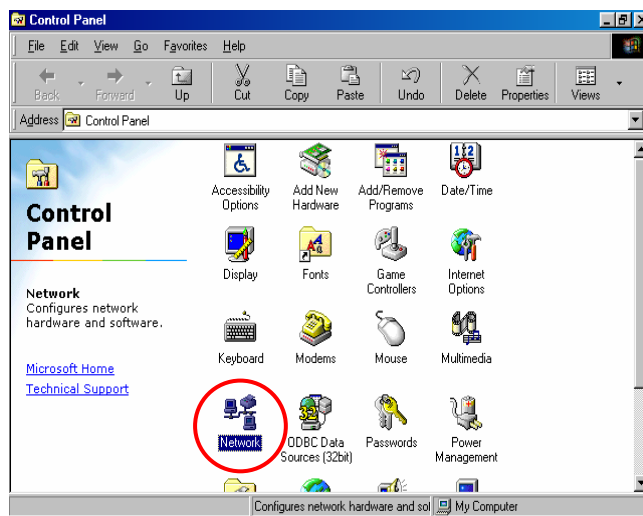 Control Panel
File Edit View Go Favorites Help
Back Forward Up Cut Copy Paste Undo Delete Properties Views
Address Control Panel
Control
Panel
Network
Configures network
hardware and software.
Microsoft Home
Technical Support
Accessibility
Options
Add New
Hardware
Add/Remove
Programs
Date/Time
Display
Fonts
Game
Controllers
Internet
Options
Keyboard
Modems
Mouse
Multimedia
Network
ODBC Data
Sources (32bit)
Passwords
Power
Management
Configures network hardware and sol
My Computer